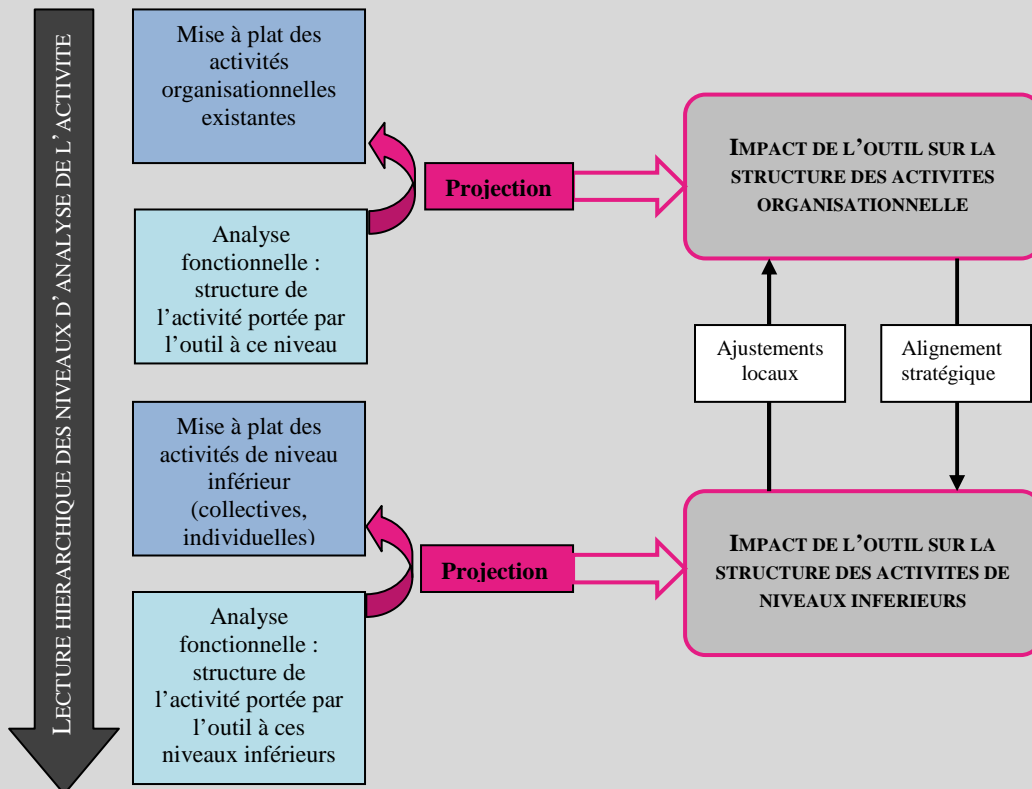 LECTURE HIERARCHIQUE DES NIVEAUX D'ANALYSE DE L'ACTIVITE
Mise à plat des
activités
organisationnelles
existantes
Projection
IMPACT DE L'OUTIL SUR LA
STRUCTURE DES ACTIVITES
ORGANISATIONNELLE
Analyse
fonctionnelle :
structure de
l'activité portée par
l'outil à ce niveau
Ajustements
locaux
Alignement
stratégique
Mise à plat des
activités de niveau
inférieur
(collectives,
individuelles)
Projection
IMPACT DE L'OUTIL SUR LA
STRUCTURE DES ACTIVITES DE
NIVEAUX INFERIEURS
Analyse
fonctionnelle :
structure de
l'activité portée par
l'outil à ces
niveaux inférieurs